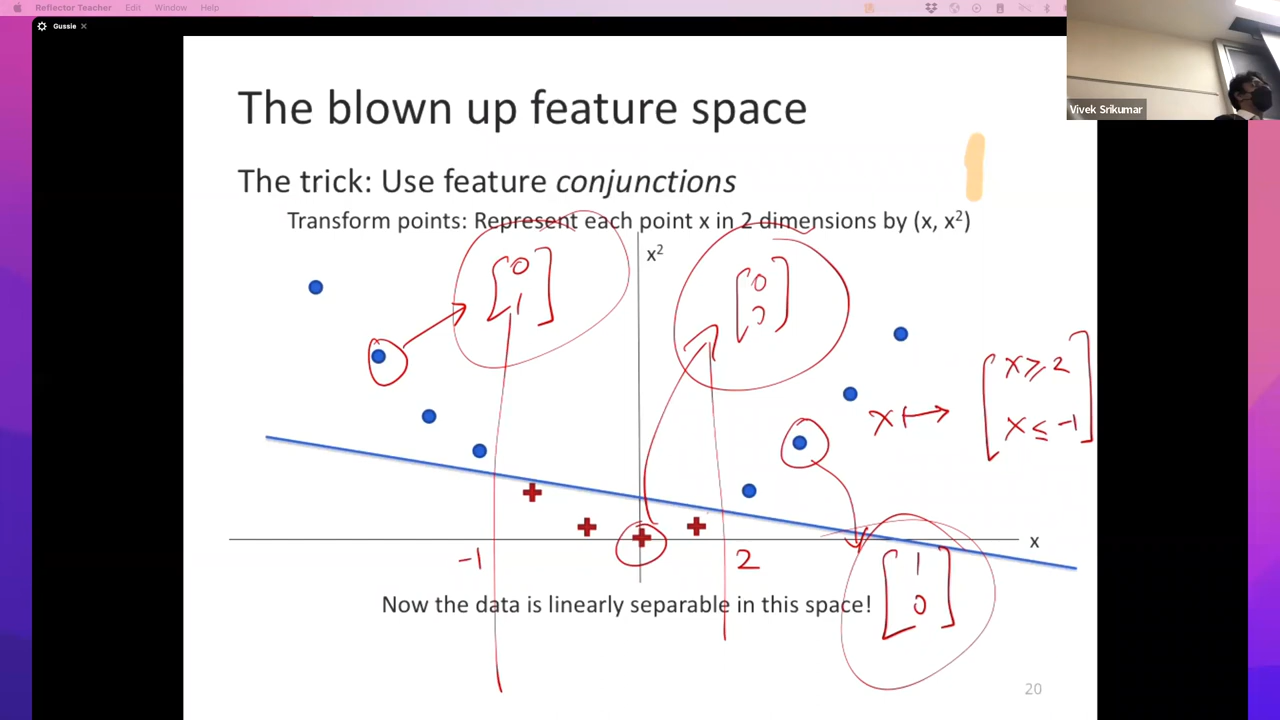 Reflector Teacher Edit Window Help
Gussie
Vivek Srikumar
The blown up feature space
The trick: Use feature conjunctions
Transform points: Represent each point x in 2 dimensions by (x, x²)
x²
0
1
0
0
x ≥ 2
x ↦
x ≤ -1
x
-1
2
1
0
Now the data is linearly separable in this space!
20